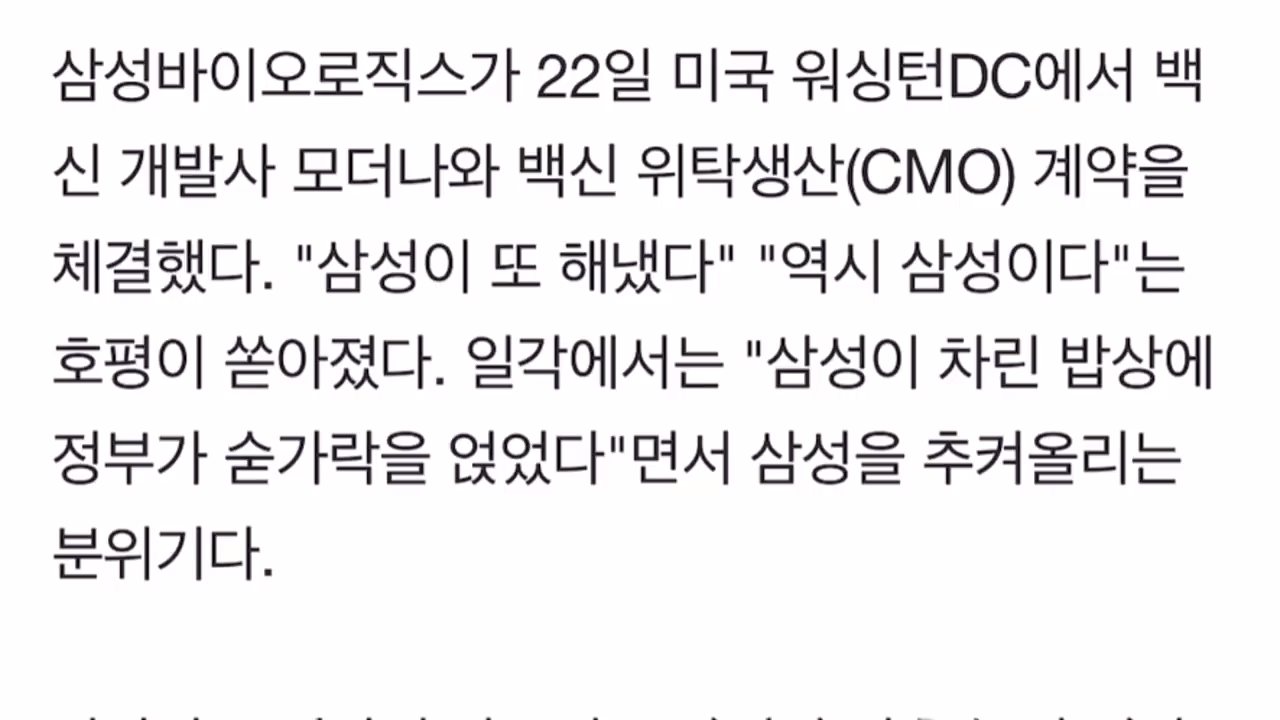 삼성바이오로직스가 22일 미국 워싱턴DC에서 백
신 개발사 모더나와 백신 위탁생산(CMO) 계약을
체결했다. "삼성이 또 해냈다" "역시 삼성이다"는
호평이 쏟아졌다. 일각에서는 "삼성이 차린 밥상에
정부가 숟가락을 얹었다"면서 삼성을 추켜올리는
분위기다.